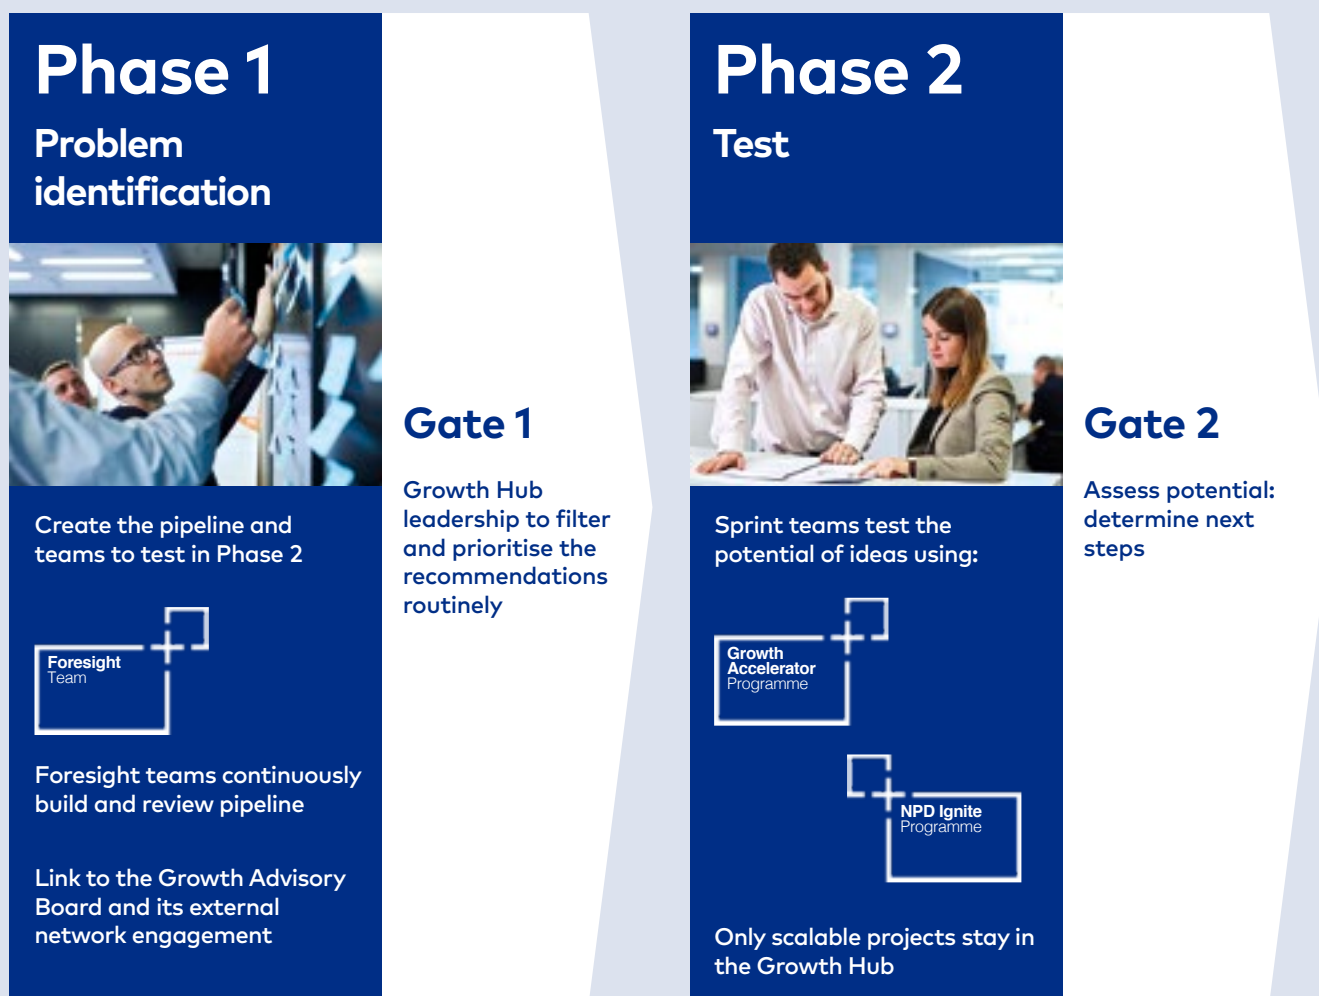 Phase 1
Problem
identification
Create the pipeline and
teams to test in Phase 2
Foresight
Team
Foresight teams continuously
build and review pipeline
Link to the Growth Advisory
Board and its external
network engagement
Gate 1
Growth Hub
leadership to filter
and prioritise the
recommendations
routinely
Phase 2
Test
Sprint teams test the
potential of ideas using:
Growth
Accelerator
Programme
NPD Ignite
Programme
Only scalable projects stay in
the Growth Hub
Gate 2
Assess potential:
determine next
steps